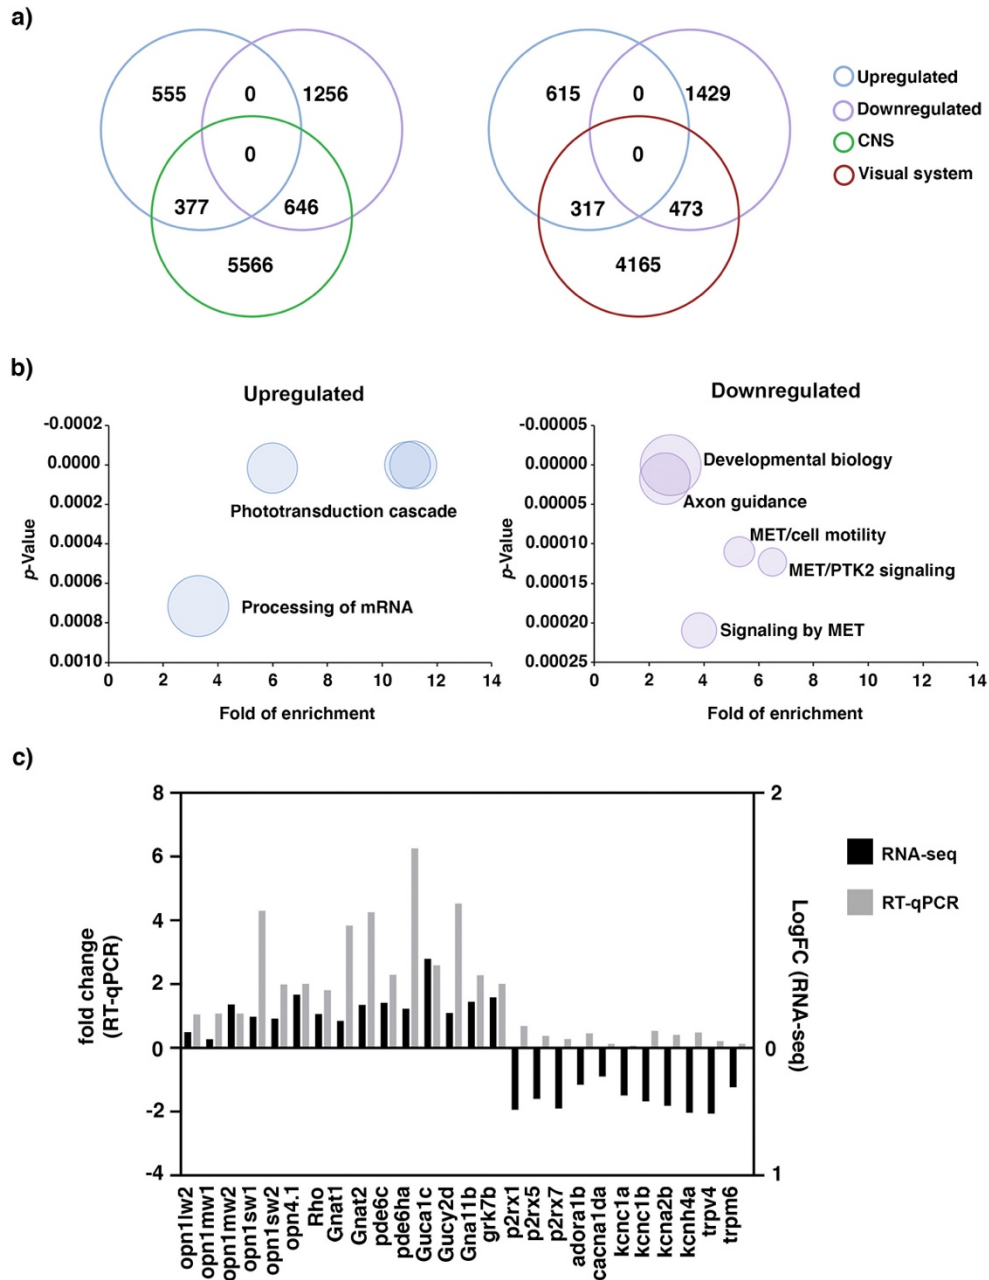 a)
555 0 1256
0
377 646
5566
615 0 1429
0
317 473
4165
Upregulated
Downregulated
CNS
Visual system
b)
Upregulated
p-Value
-0.0002
0.0000
0.0002
0.0004
0.0006
0.0008
0.0010
Phototransduction cascade
Processing of mRNA
0 2 4 6 8 10 12 14
Fold of enrichment
Downregulated
p-Value
-0.00005
0.00000
0.00005
0.00010
0.00015
0.00020
0.00025
Developmental biology
Axon guidance
MET/cell motility
MET/PTK2 signaling
Signaling by MET
0 2 4 6 8 10 12 14
Fold of enrichment
c)
fold change
(RT-qPCR)
8
6
4
2
0
-2
-4
2
0
1
LogFC (RNA-seq)
RNA-seq
RT-qPCR
opn1lw2
opn1mw1
opn1mw2
opn1sw1
opn1sw2
opn4.1
Rho
Gnat1
Gnat2
pde6c
pde6ha
Guca1c
Gucy2d
Gna11b
grk7b
p2rx1
p2rx5
p2rx7
adora1b
cacna1da
kcnc1a
kcnc1b
kcna2b
kcnh4a
trpv4
trpm6